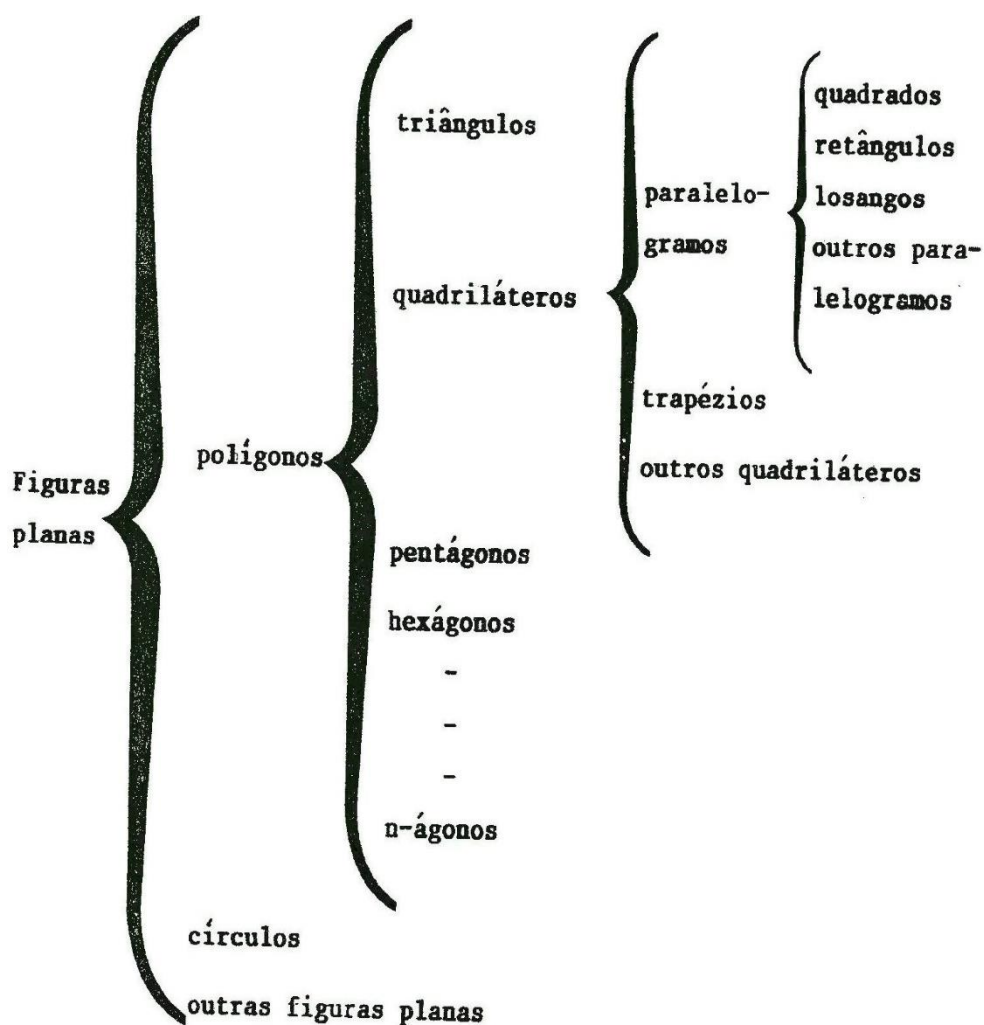 Figuras
planas
polígonos
triângulos
quadriláteros
paralelo-
gramos
quadrados
retângulos
losangos
outros para-
lelogramos
trapézios
outros quadriláteros
pentágonos
hexágonos
-
-
-
n-ágonos
círculos
outras figuras planas